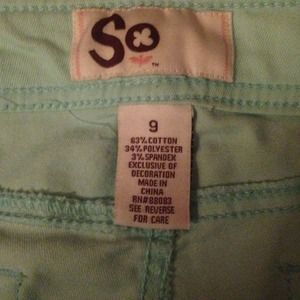 So
TM
9
63% COTTON
34% POLYESTER
3% SPANDEX
EXCLUSIVE OF
DECORATION
MADE IN
CHINA
RN#88083
SEE REVERSE
FOR CARE